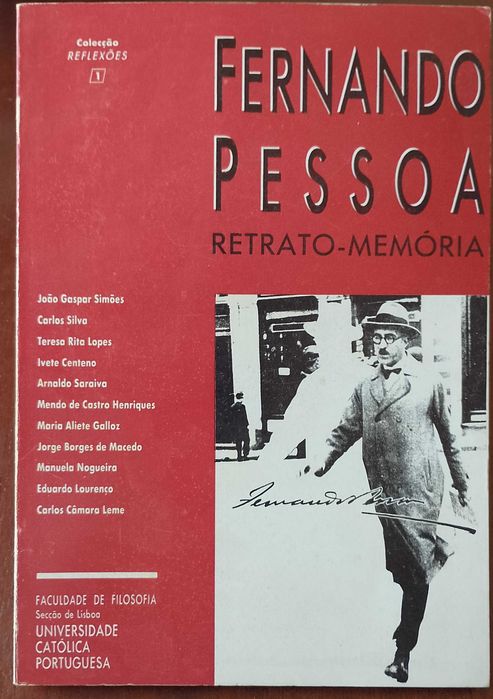 Colecção
REFLEXÕES
1
FERNANDO
PESSOA
RETRATO-MEMÓRIA
João Gaspar Simões
Carlos Silva
Teresa Rita Lopes
Ivete Centeno
Arnaldo Saraiva
Mendo de Castro Henriques
Maria Aliete Galloz
Jorge Borges de Macedo
Manuela Nogueira
Eduardo Lourenço
Carlos Câmara Leme
Fernando Pessoa
FACULDADE DE FILOSOFIA
Secção de Lisboa
UNIVERSIDADE
CATÓLICA
PORTUGUESA